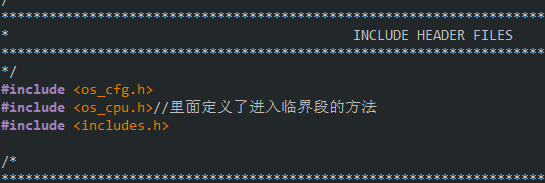 /
*******************************************************************
* INCLUDE HEADER FILES
*******************************************************************
*/
#include <os_cfg.h>
#include <os_cpu.h>//里面定义了进入临界段的方法
#include <includes.h>
/*
*******************************************************************